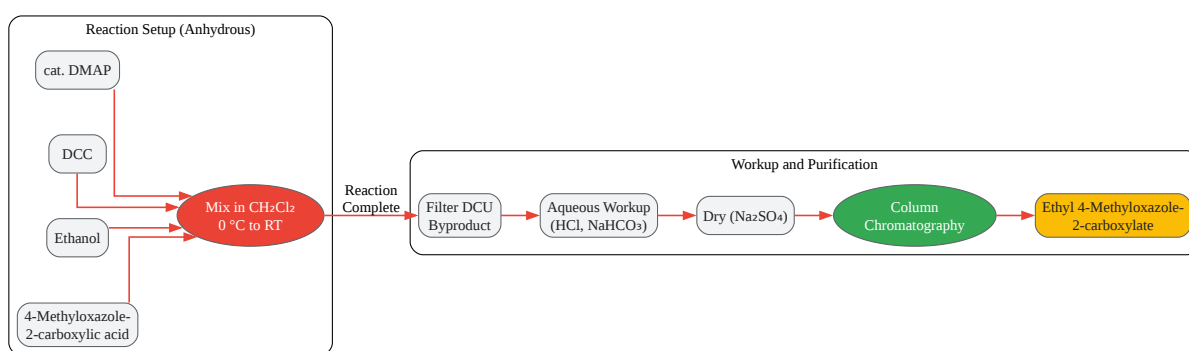 Reaction Setup (Anhydrous)
cat. DMAP
DCC
Ethanol
4-Methyloxazole-
2-carboxylic acid
Mix in CH₂Cl₂
0 °C to RT
Reaction
Complete
Workup and Purification
Filter DCU
Byproduct
Aqueous Workup
(HCl, NaHCO₃)
Dry (Na₂SO₄)
Column
Chromatography
Ethyl 4-Methyloxazole-
2-carboxylate